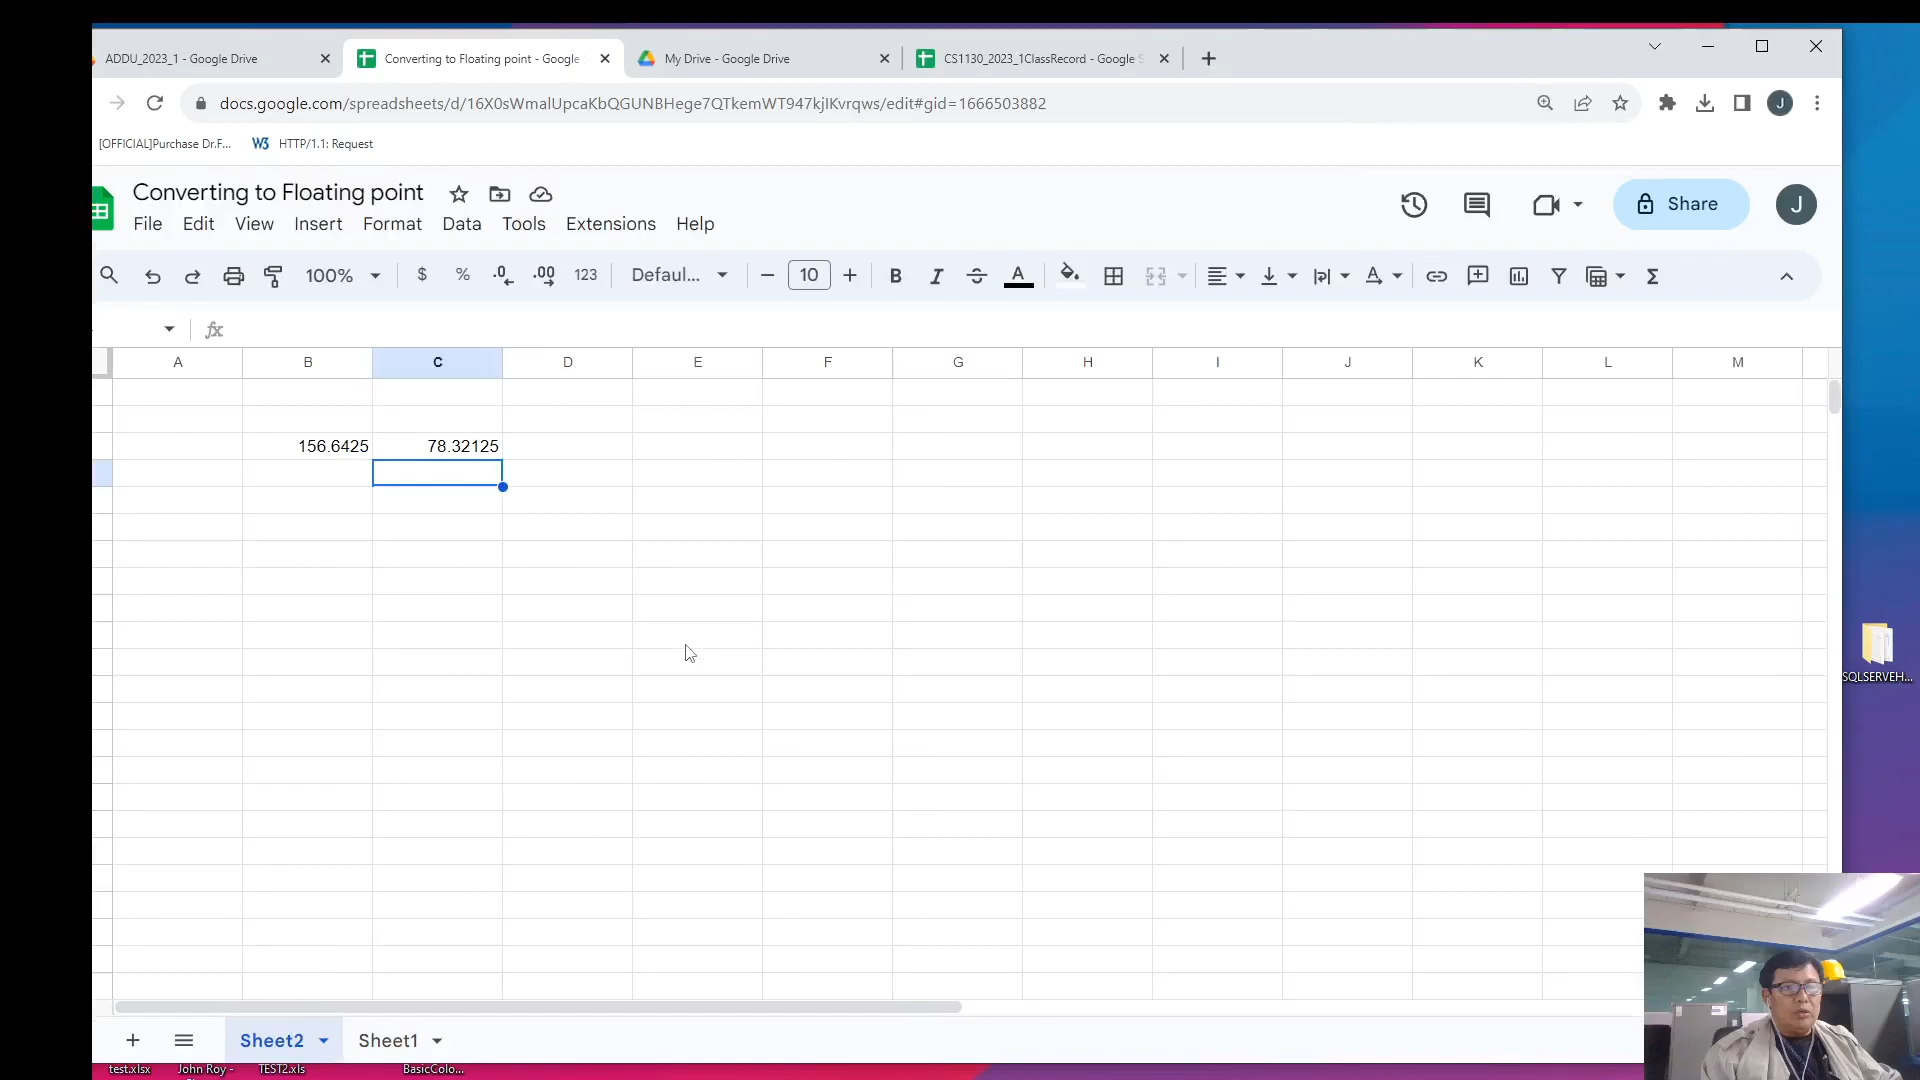 ADDU_2023_1 - Google Drive
Converting to Floating point - Google
My Drive - Google Drive
CS1130_2023_1ClassRecord - Google S
docs.google.com/spreadsheets/d/16X0sWmalUpcaKbQGUNBHege7QTkemWT947kjIKvrqws/edit#gid=1666503882
J
[OFFICIAL]Purchase Dr.F...
W3 HTTP/1.1: Request
Converting to Floating point
File Edit View Insert Format Data Tools Extensions Help
Share
J
100% $ % .0 .00 123 Defaul... 10 B I A
fx
A B C D E F G H I J K L M
156.6425 78.32125
SQLSERVEH...
Sheet2 Sheet1
test.xlsx John Roy - TEST2.xls BasicColo...